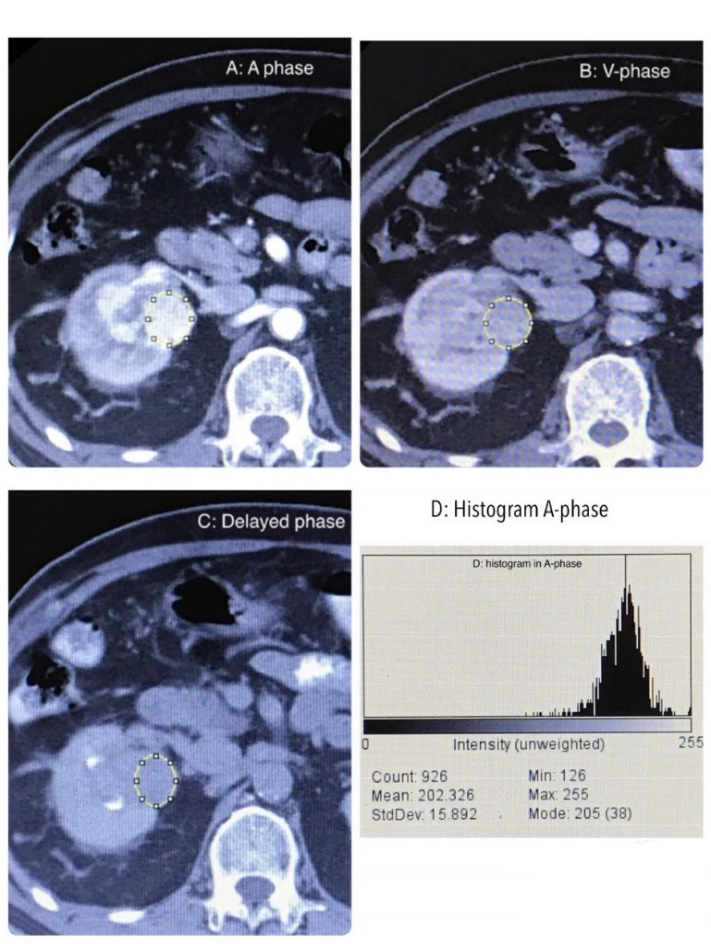 A: A phase
B: V-phase
C: Delayed phase
D: Histogram A-phase
D: histogram in A-phase
0
Intensity (unweighted)
255
Count: 926
Min: 126
Mean: 202.326
Max: 255
StdDev: 15.892
Mode: 205 (38)